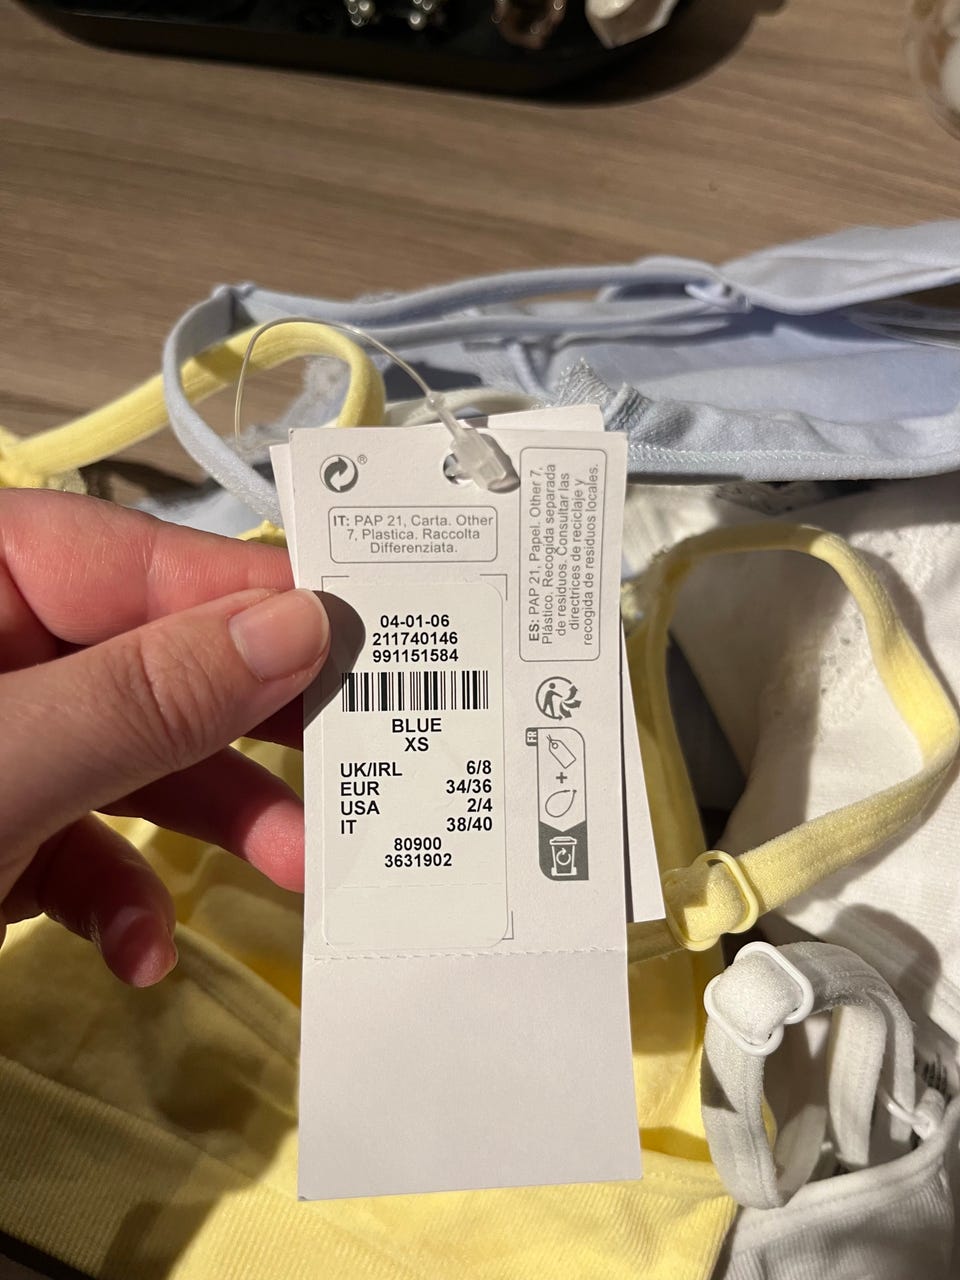 ®
IT: PAP 21, Carta. Other
7, Plastica. Raccolta
Differenziata.
ES: PAP 21, Papel. Other 7,
Plástico. Recogida separada
de residuos. Consultar las
directrices de reciclaje y
recogida de residuos locales.
04-01-06
211740146
991151584
BLUE
XS
UK/IRL 6/8
EUR 34/36
USA 2/4
IT 38/40
80900
3631902
FR
+